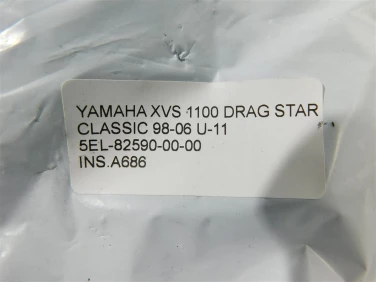 YAMAHA XVS 1100 DRAG STAR
CLASSIC 98-06 U-11
5EL-82590-00-00
INS.A686